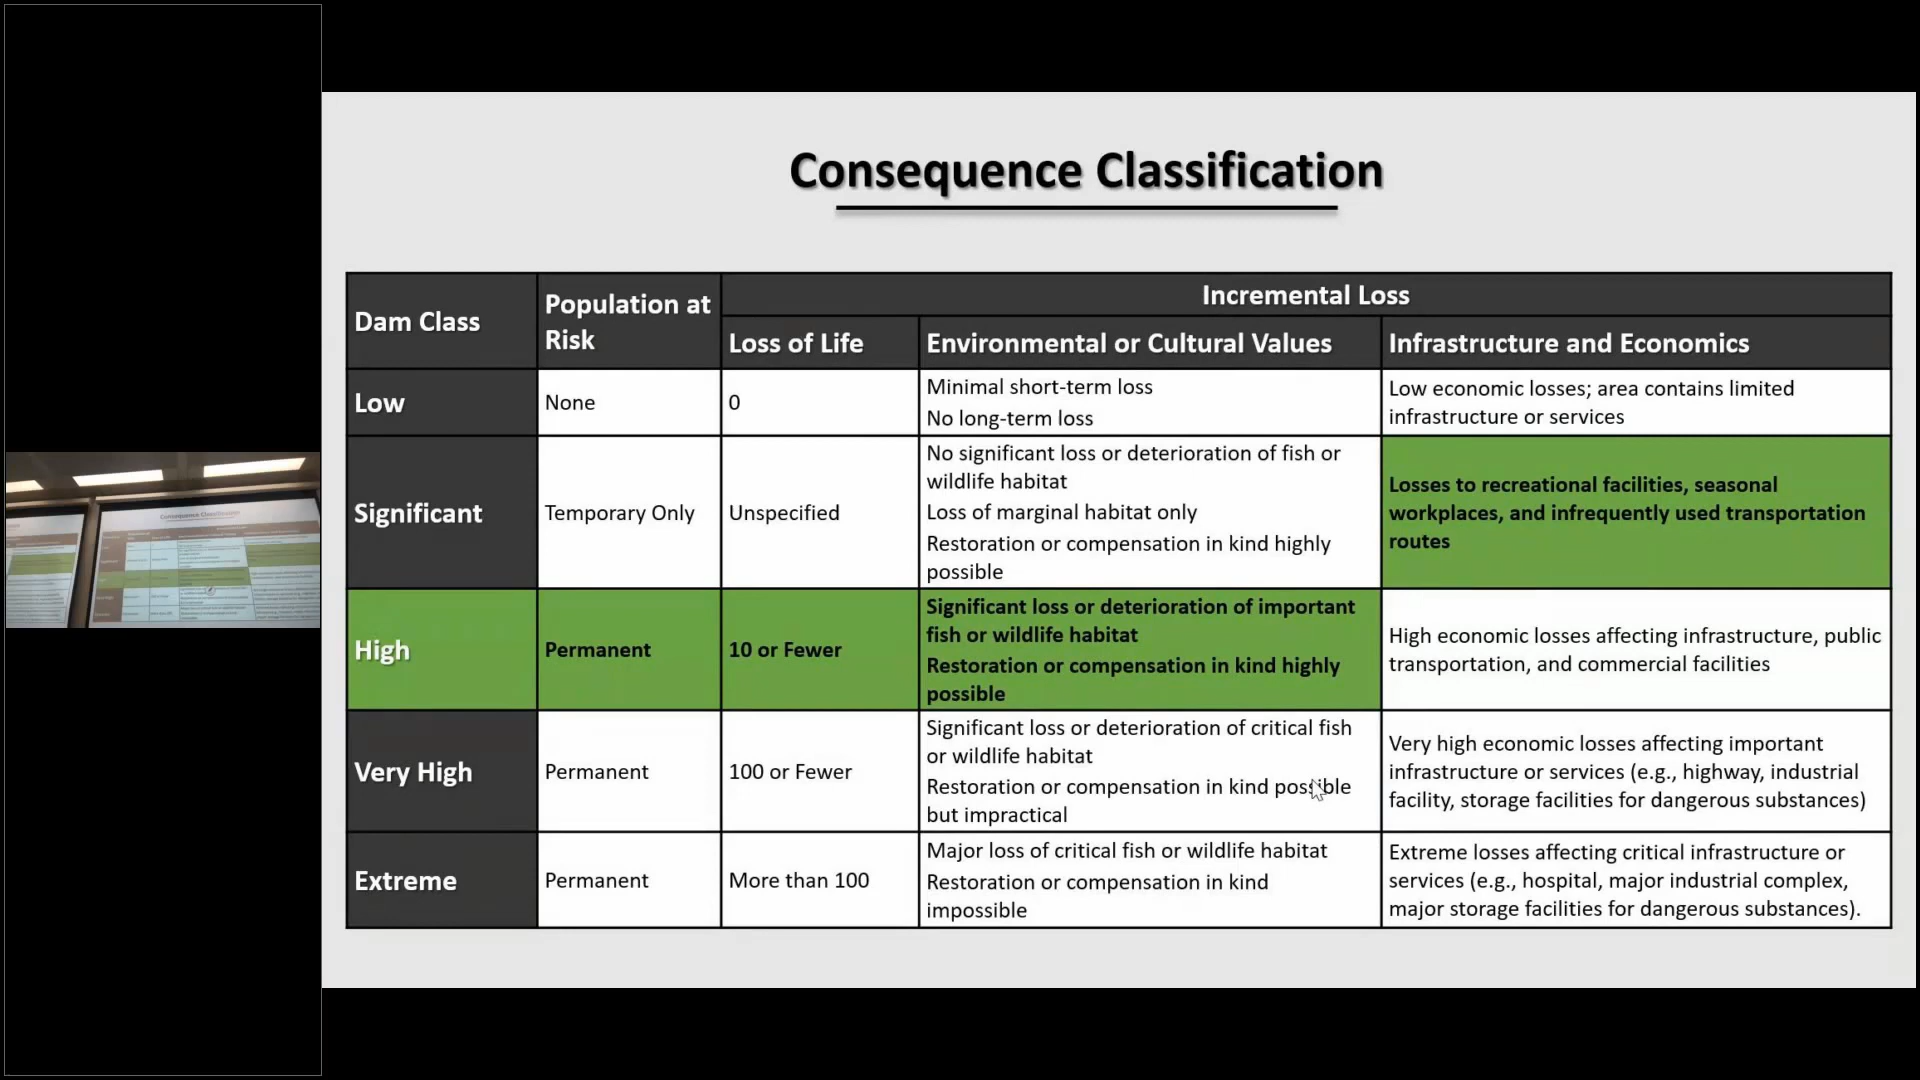 Consequence Classification
Dam Class
Population at
Risk
Incremental Loss
Loss of Life
Environmental or Cultural Values
Infrastructure and Economics
Low
None
0
Minimal short-term loss
No long-term loss
Low economic losses; area contains limited
infrastructure or services
Significant
Temporary Only
Unspecified
No significant loss or deterioration of fish or
wildlife habitat
Loss of marginal habitat only
Restoration or compensation in kind highly
possible
Losses to recreational facilities, seasonal
workplaces, and infrequently used transportation
routes
High
Permanent
10 or Fewer
Significant loss or deterioration of important
fish or wildlife habitat
Restoration or compensation in kind highly
possible
High economic losses affecting infrastructure, public
transportation, and commercial facilities
Very High
Permanent
100 or Fewer
Significant loss or deterioration of critical fish
or wildlife habitat
Restoration or compensation in kind possible
but impractical
Very high economic losses affecting important
infrastructure or services (e.g., highway, industrial
facility, storage facilities for dangerous substances)
Extreme
Permanent
More than 100
Major loss of critical fish or wildlife habitat
Restoration or compensation in kind
impossible
Extreme losses affecting critical infrastructure or
services (e.g., hospital, major industrial complex,
major storage facilities for dangerous substances).
Consequence Classification